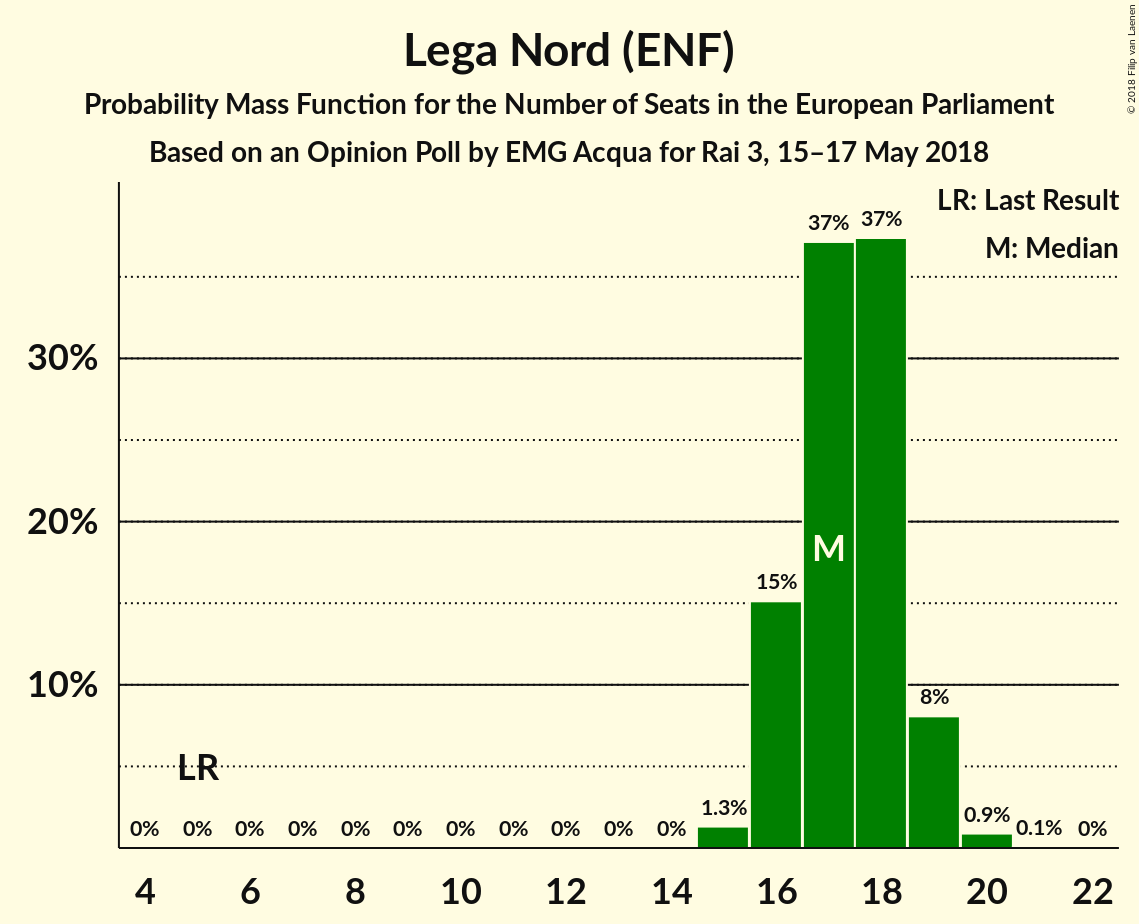 Lega Nord (ENF)
Probability Mass Function for the Number of Seats in the European Parliament
Based on an Opinion Poll by EMG Acqua for Rai 3, 15–17 May 2018
© 2018 Filip van Laenen
LR: Last Result
M: Median
37% 37%
30%
20%
M
15%
10%
8%
LR
1.3%
0.9%
0% 0% 0% 0% 0% 0% 0% 0% 0% 0% 0% 0.1% 0%
4 6 8 10 12 14 16 18 20 22